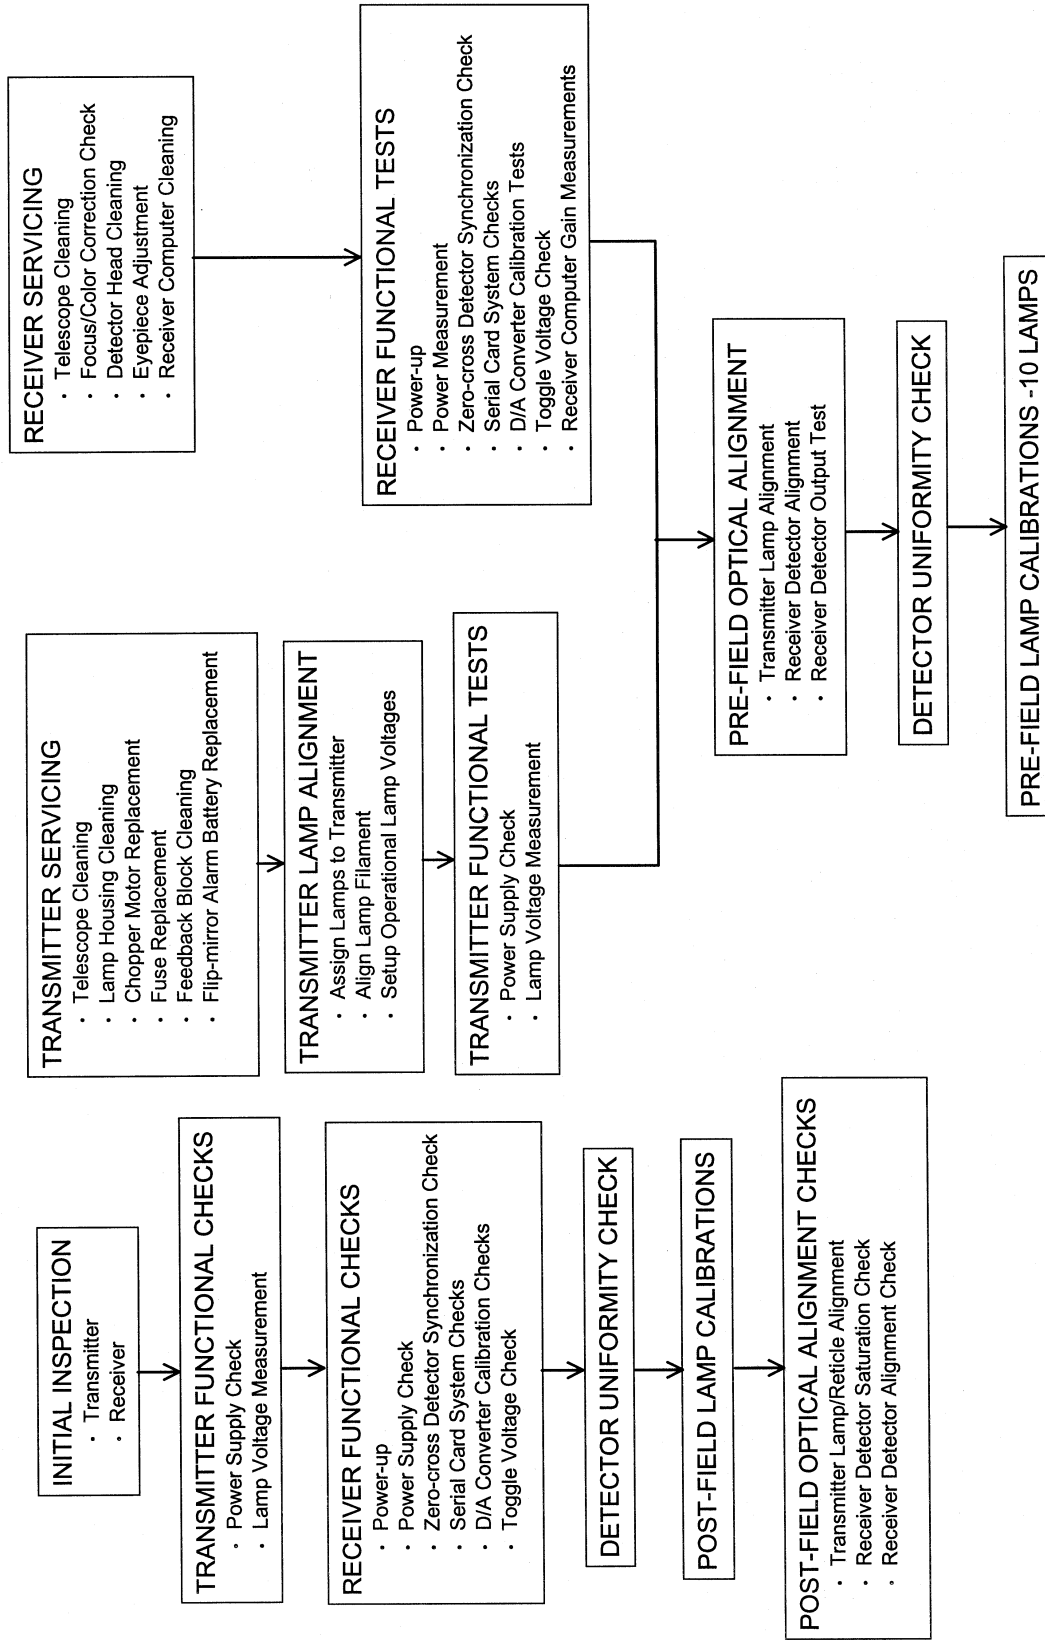 INITIAL INSPECTION
· Transmitter
· Receiver
TRANSMITTER FUNCTIONAL CHECKS
· Power Supply Check
· Lamp Voltage Measurement
RECEIVER FUNCTIONAL CHECKS
· Power-up
· Power Supply Check
· Zero-cross Detector Synchronization Check
· Serial Card System Checks
· D/A Converter Calibration Checks
· Toggle Voltage Check
DETECTOR UNIFORMITY CHECK
POST-FIELD LAMP CALIBRATIONS
POST-FIELD OPTICAL ALIGNMENT CHECKS
· Transmitter Lamp/Reticle Alignment
· Receiver Detector Saturation Check
· Receiver Detector Alignment Check
TRANSMITTER SERVICING
· Telescope Cleaning
· Lamp Housing Cleaning
· Chopper Motor Replacement
· Fuse Replacement
· Feedback Block Cleaning
· Flip-mirror Alarm Battery Replacement
TRANSMITTER LAMP ALIGNMENT
· Assign Lamps to Transmitter
· Align Lamp Filament
· Setup Operational Lamp Voltages
TRANSMITTER FUNCTIONAL TESTS
· Power Supply Check
· Lamp Voltage Measurement
RECEIVER SERVICING
· Telescope Cleaning
· Focus/Color Correction Check
· Detector Head Cleaning
· Eyepiece Adjustment
· Receiver Computer Cleaning
RECEIVER FUNCTIONAL TESTS
· Power-up
· Power Measurement
· Zero-cross Detector Synchronization Check
· Serial Card System Checks
· D/A Converter Calibration Tests
· Toggle Voltage Check
· Receiver Computer Gain Measurements
PRE-FIELD OPTICAL ALIGNMENT
· Transmitter Lamp Alignment
· Receiver Detector Alignment
· Receiver Detector Output Test
DETECTOR UNIFORMITY CHECK
PRE-FIELD LAMP CALIBRATIONS -10 LAMPS